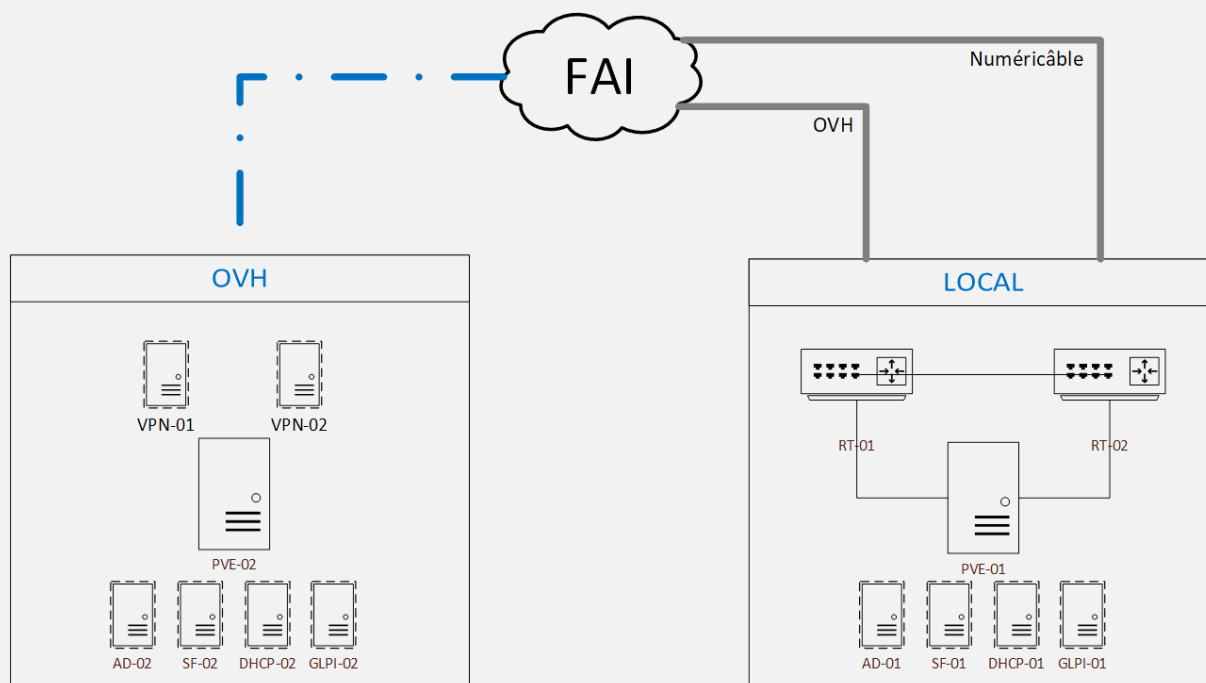 FAI
Numéricâble
OVH
OVH
LOCAL
VPN-01
VPN-02
RT-01
RT-02
PVE-02
PVE-01
AD-02
SF-02
DHCP-02
GLPI-02
AD-01
SF-01
DHCP-01
GLPI-01